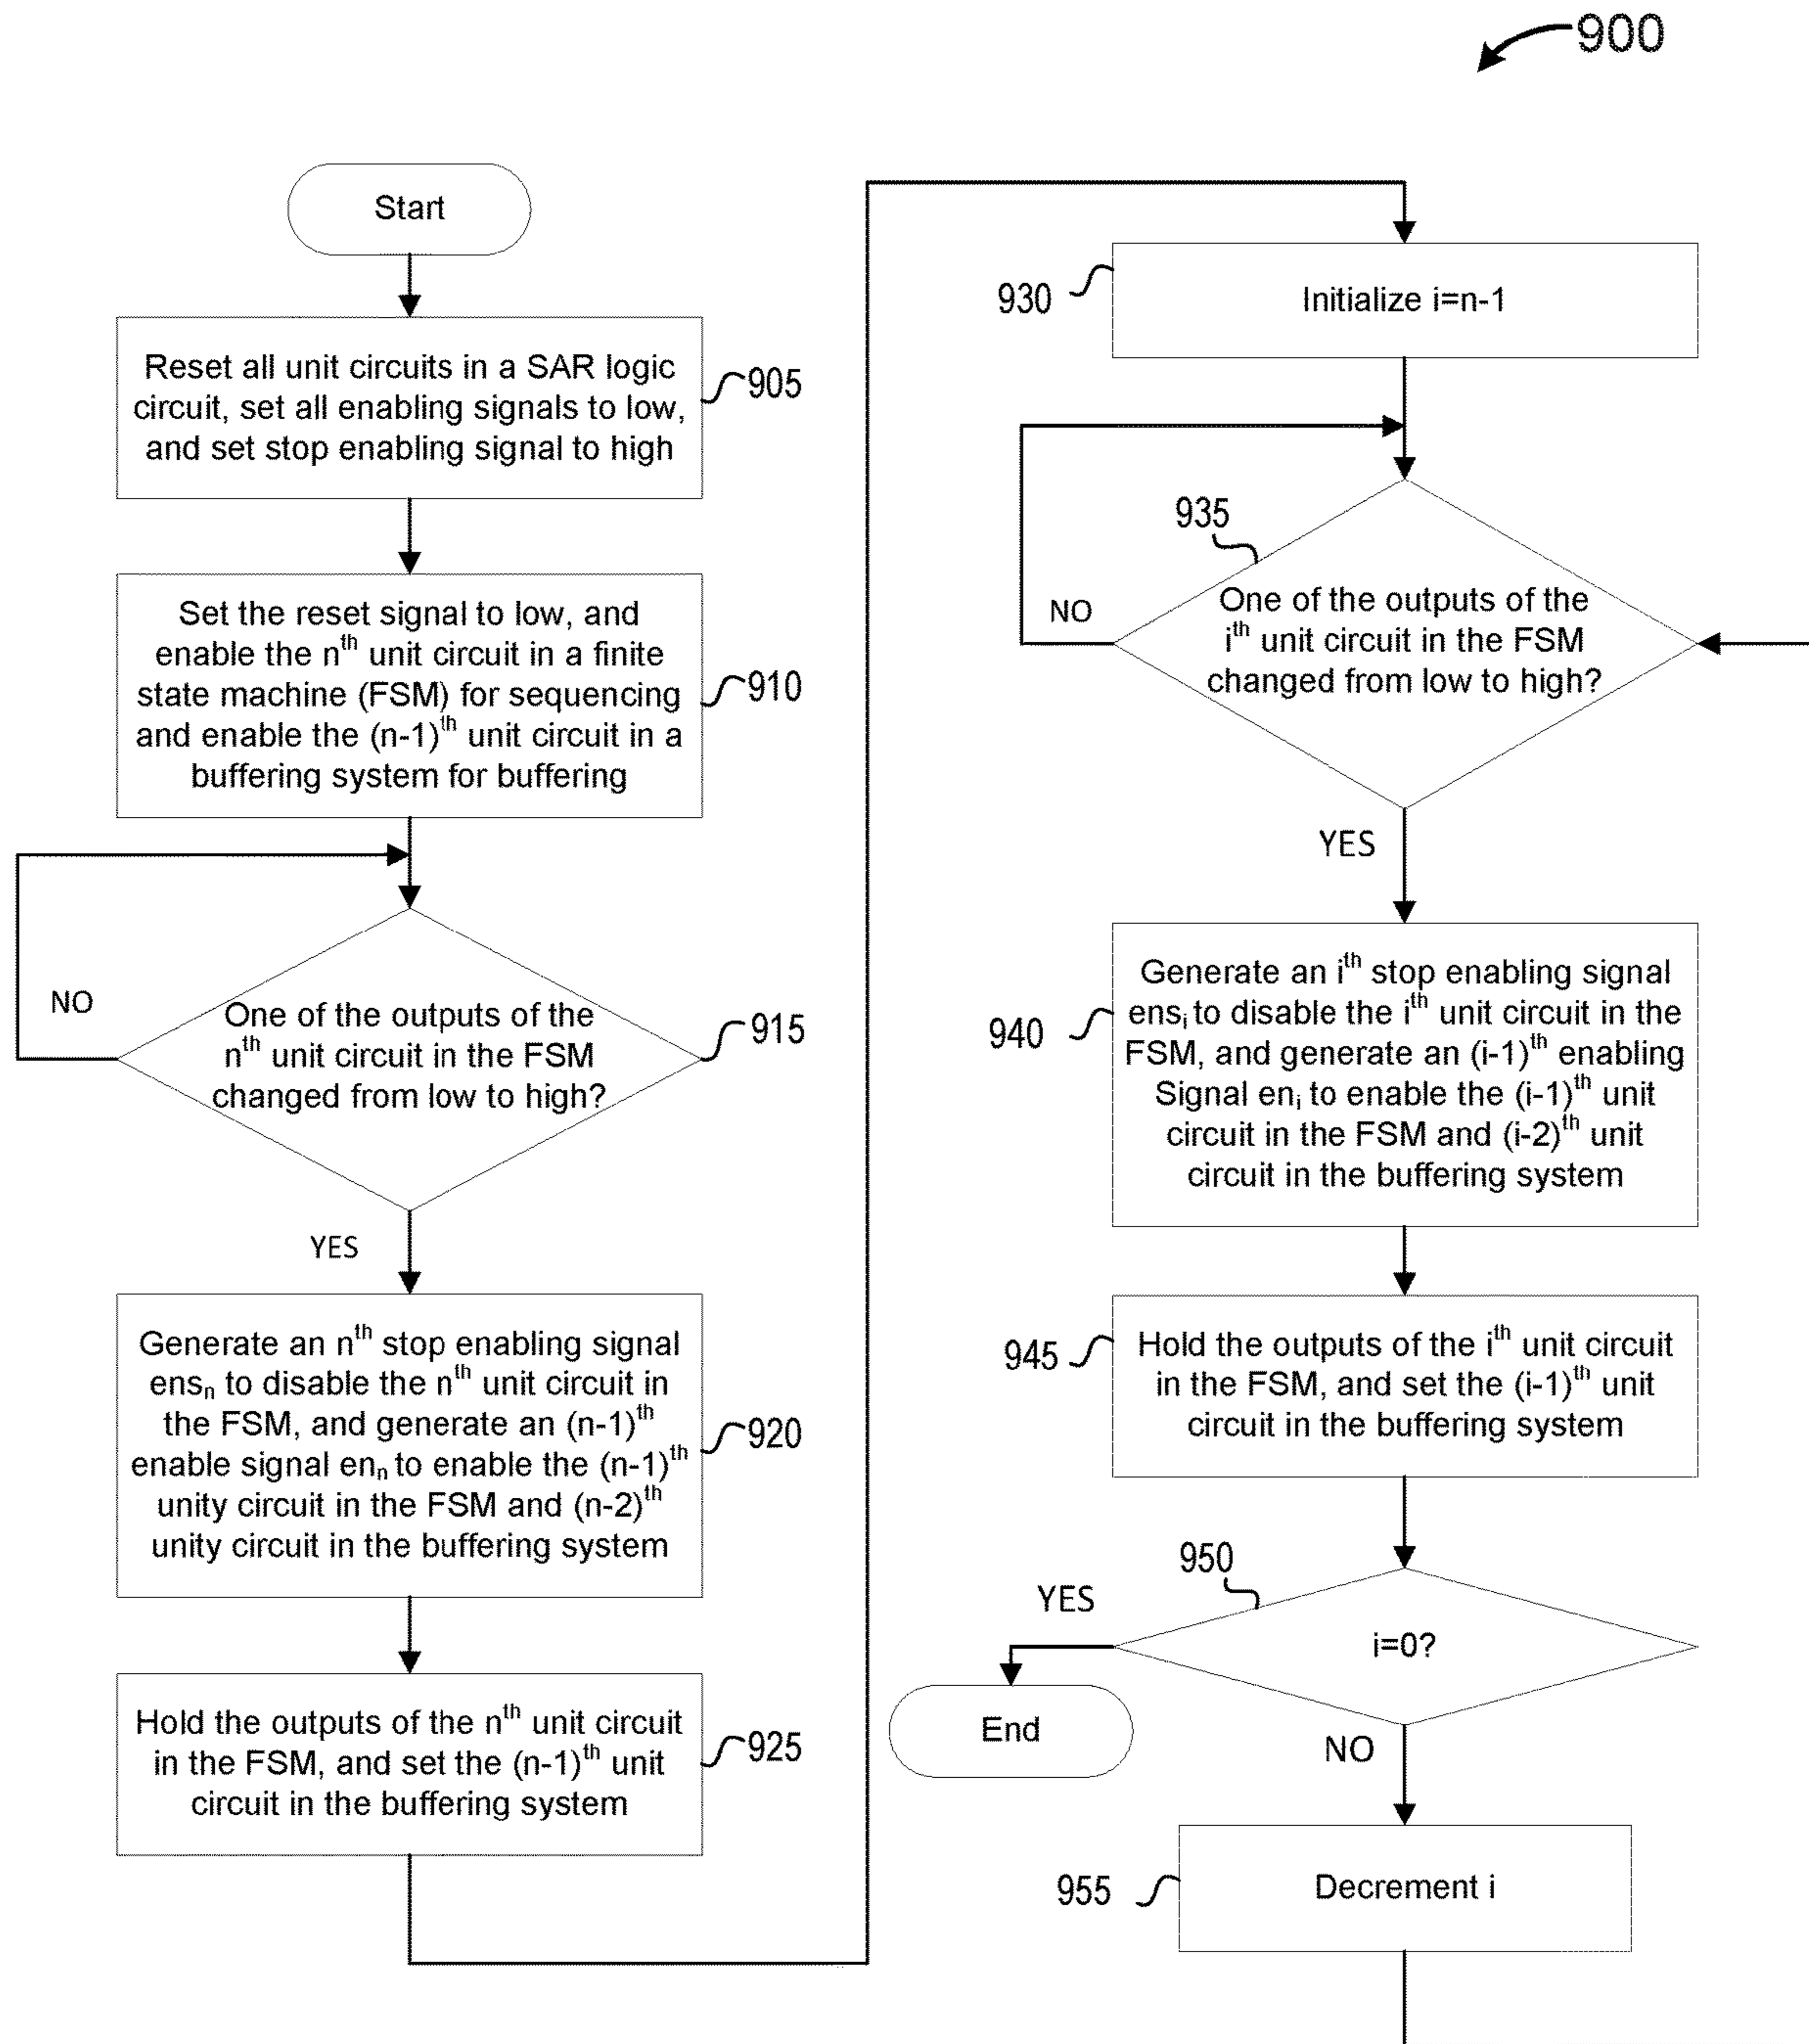 900
Start
Reset all unit circuits in a SAR logic
circuit, set all enabling signals to low,
and set stop enabling signal to high
905
Set the reset signal to low, and
enable the nth unit circuit in a finite
state machine (FSM) for sequencing
and enable the (n-1)th unit circuit in a
buffering system for buffering
910
NO
One of the outputs of the
nth unit circuit in the FSM
changed from low to high?
915
YES
Generate an nth stop enabling signal
ensn to disable the nth unit circuit in
the FSM, and generate an (n-1)th
enable signal enn to enable the (n-1)th
unity circuit in the FSM and (n-2)th
unity circuit in the buffering system
920
Hold the outputs of the nth unit circuit
in the FSM, and set the (n-1)th unit
circuit in the buffering system
925
930
Initialize i=n-1
935
NO
One of the outputs of the
ith unit circuit in the FSM
changed from low to high?
YES
940
Generate an ith stop enabling signal
ensi to disable the ith unit circuit in the
FSM, and generate an (i-1)th enabling
Signal eni to enable the (i-1)th unit
circuit in the FSM and (i-2)th unit
circuit in the buffering system
945
Hold the outputs of the ith unit circuit
in the FSM, and set the (i-1)th unit
circuit in the buffering system
950
YES
i=0?
End
NO
955
Decrement i